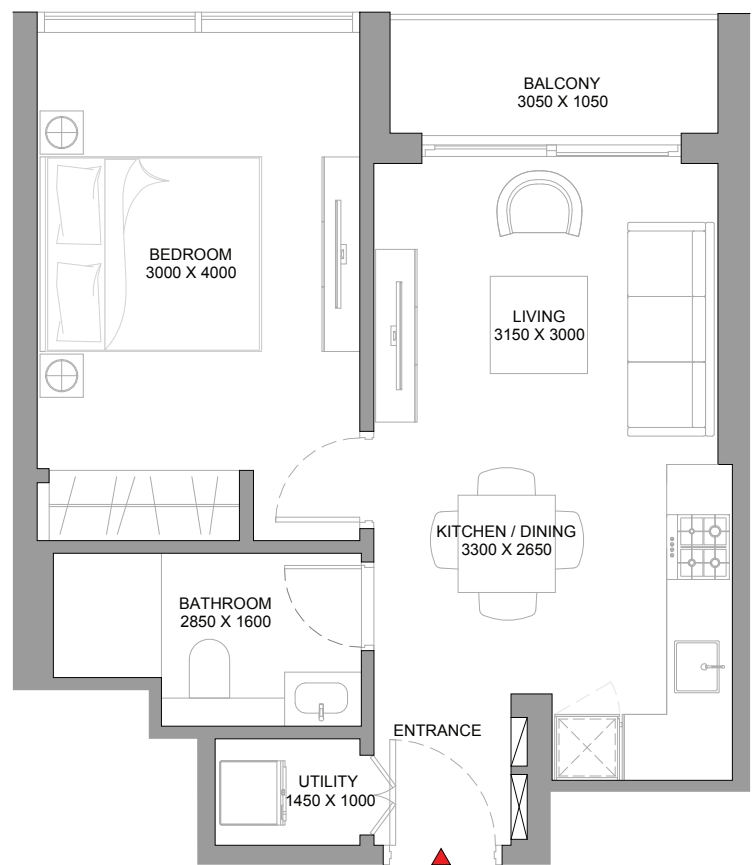 BALCONY
3050 X 1050
BEDROOM
3000 X 4000
LIVING
3150 X 3000
KITCHEN / DINING
3300 X 2650
BATHROOM
2850 X 1600
ENTRANCE
UTILITY
1450 X 1000